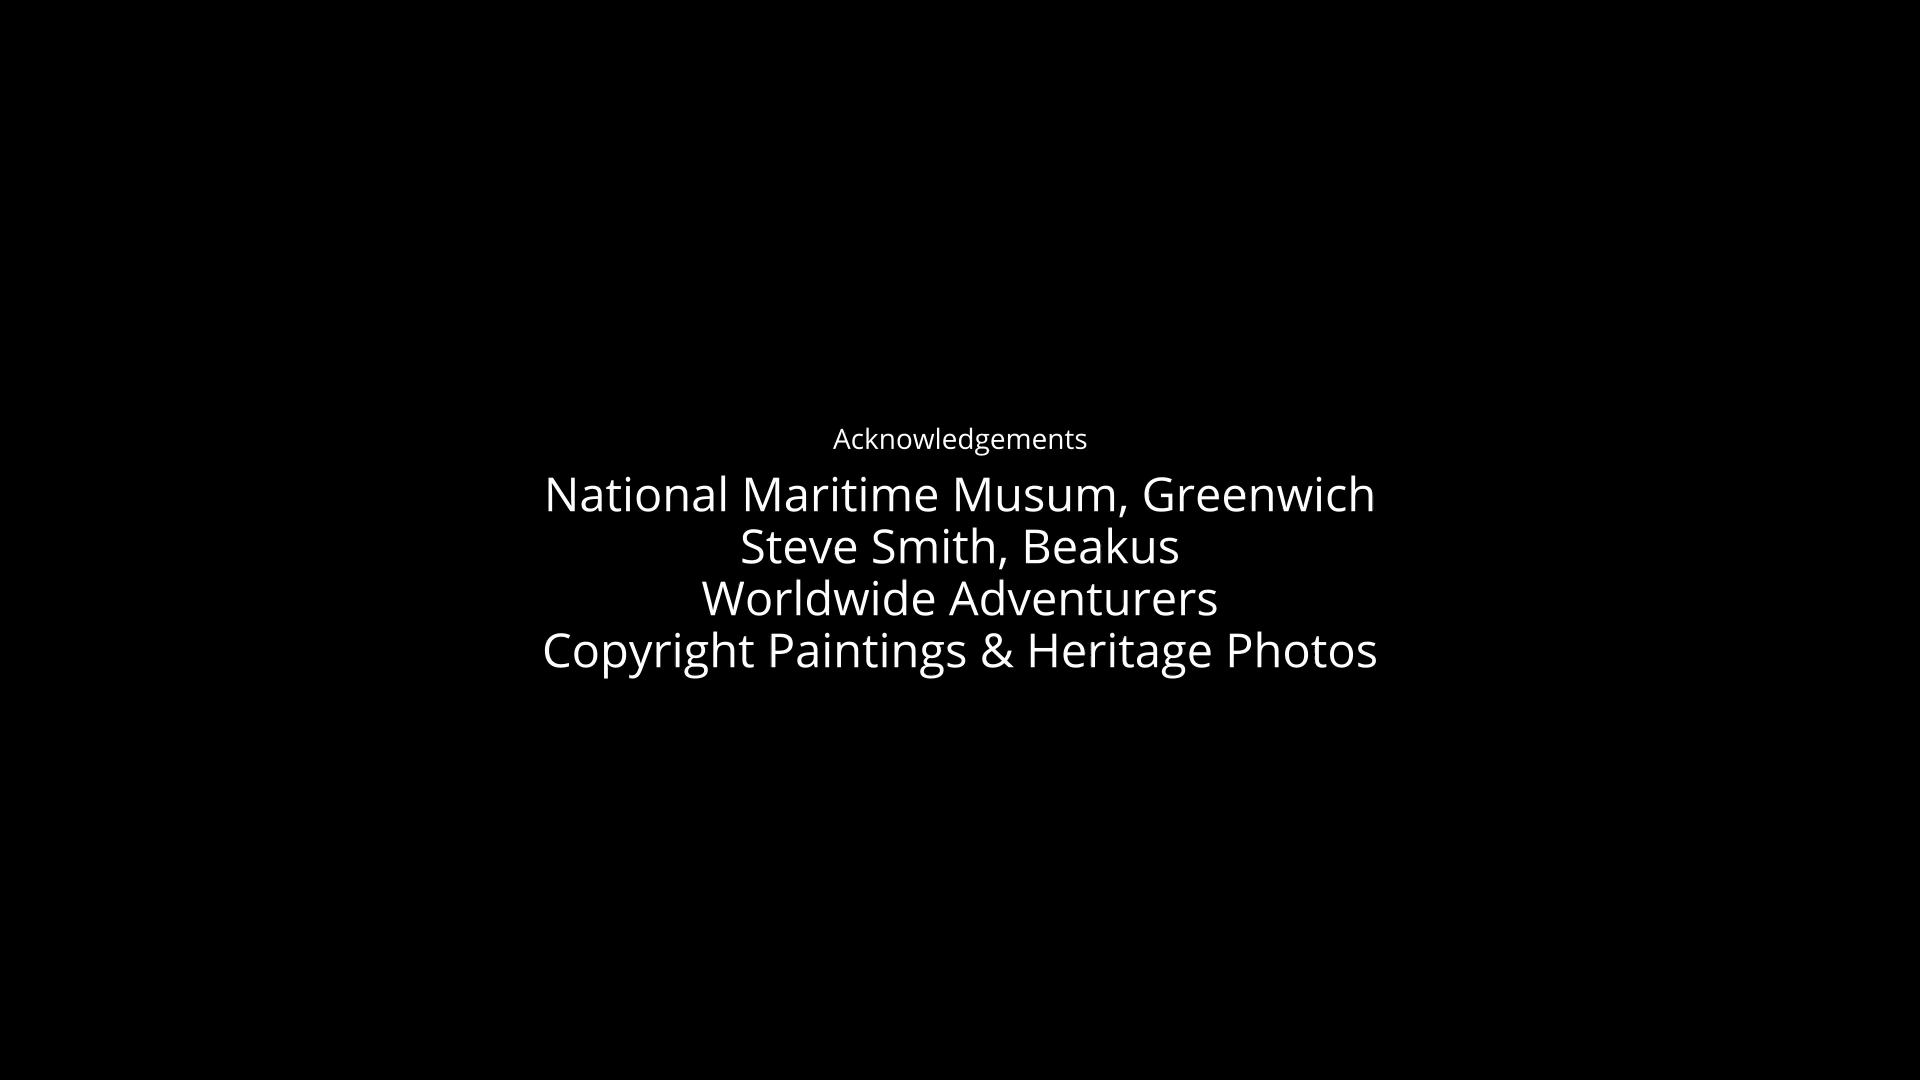 Acknowledgements
National Maritime Musum, Greenwich
Steve Smith, Beakus
Worldwide Adventurers
Copyright Paintings & Heritage Photos